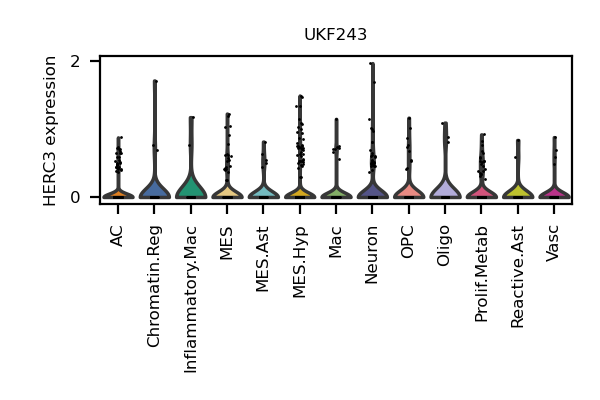 UKF243
HERC3 expression
2
0
AC
Chromatin.Reg
Inflammatory.Mac
MES
MES.Ast
MES.Hyp
Mac
Neuron
OPC
Oligo
Prolif.Metab
Reactive.Ast
Vasc